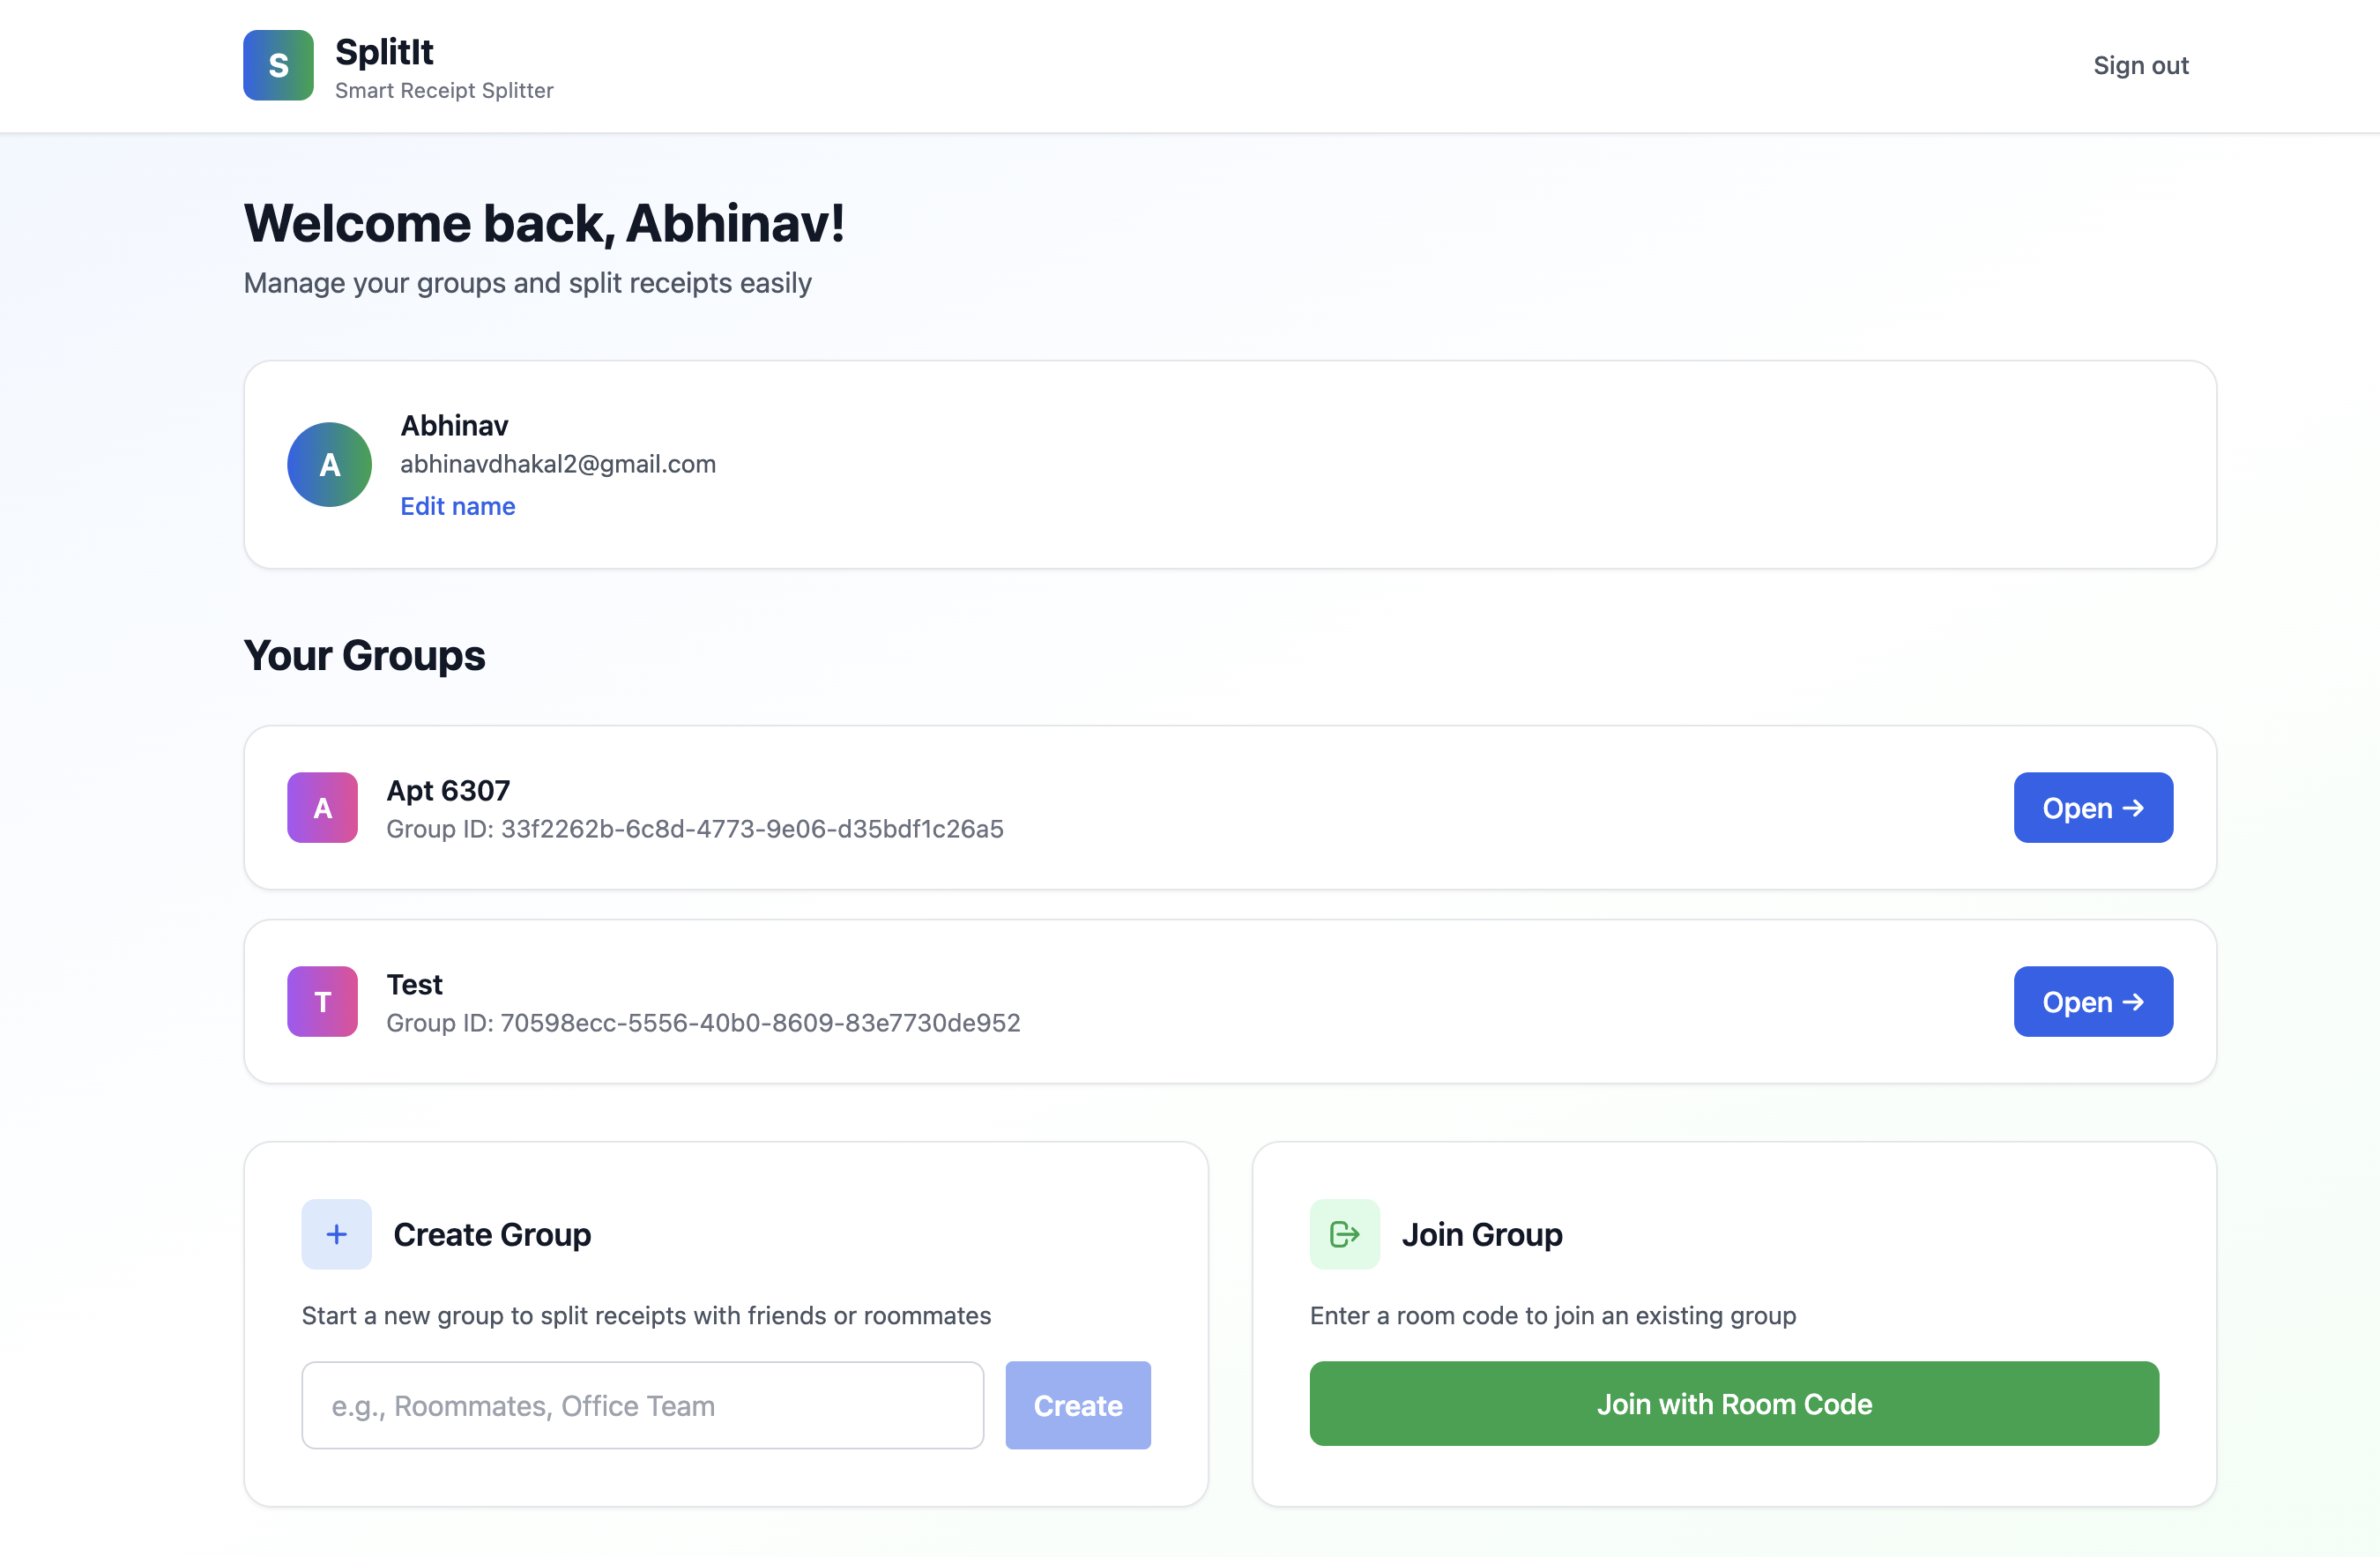 S
SplitIt
Smart Receipt Splitter
Sign out
Welcome back, Abhinav!
Manage your groups and split receipts easily
A
Abhinav
abhinavdhakal2@gmail.com
Edit name
Your Groups
A
Apt 6307
Group ID: 33f2262b-6c8d-4773-9e06-d35bdf1c26a5
Open →
T
Test
Group ID: 70598ecc-5556-40b0-8609-83e7730de952
Open →
+
Create Group
Start a new group to split receipts with friends or roommates
e.g., Roommates, Office Team
Create
Join Group
Enter a room code to join an existing group
Join with Room Code